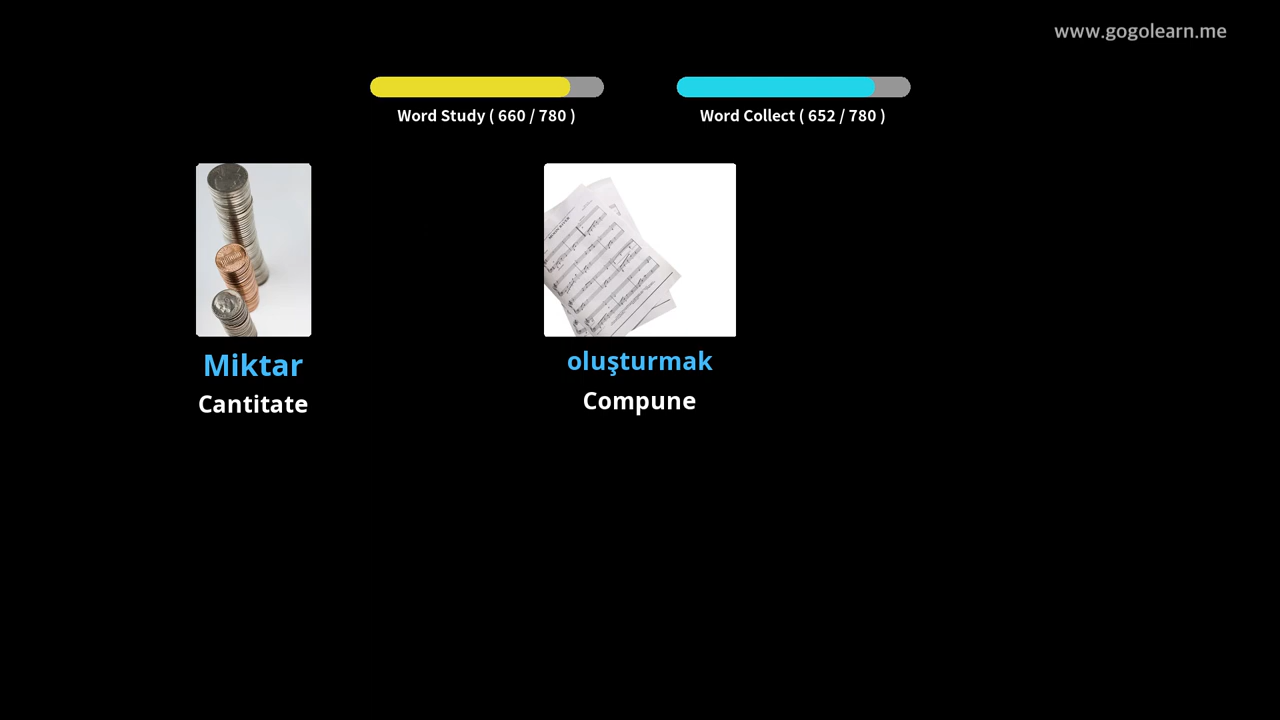 www.gogolearn.me
Word Study ( 660 / 780 )
Word Collect ( 652 / 780 )
Miktar
Cantitate
oluşturmak
Compune